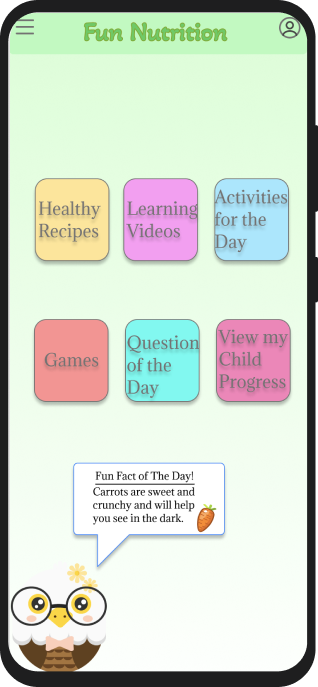 Fun Nutrition
Healthy
Recipes
Learning
Videos
Activities
for the
Day
Games
Question
of the
Day
View my
Child
Progress
Fun Fact of The Day!
Carrots are sweet and
crunchy and will help
you see in the dark.